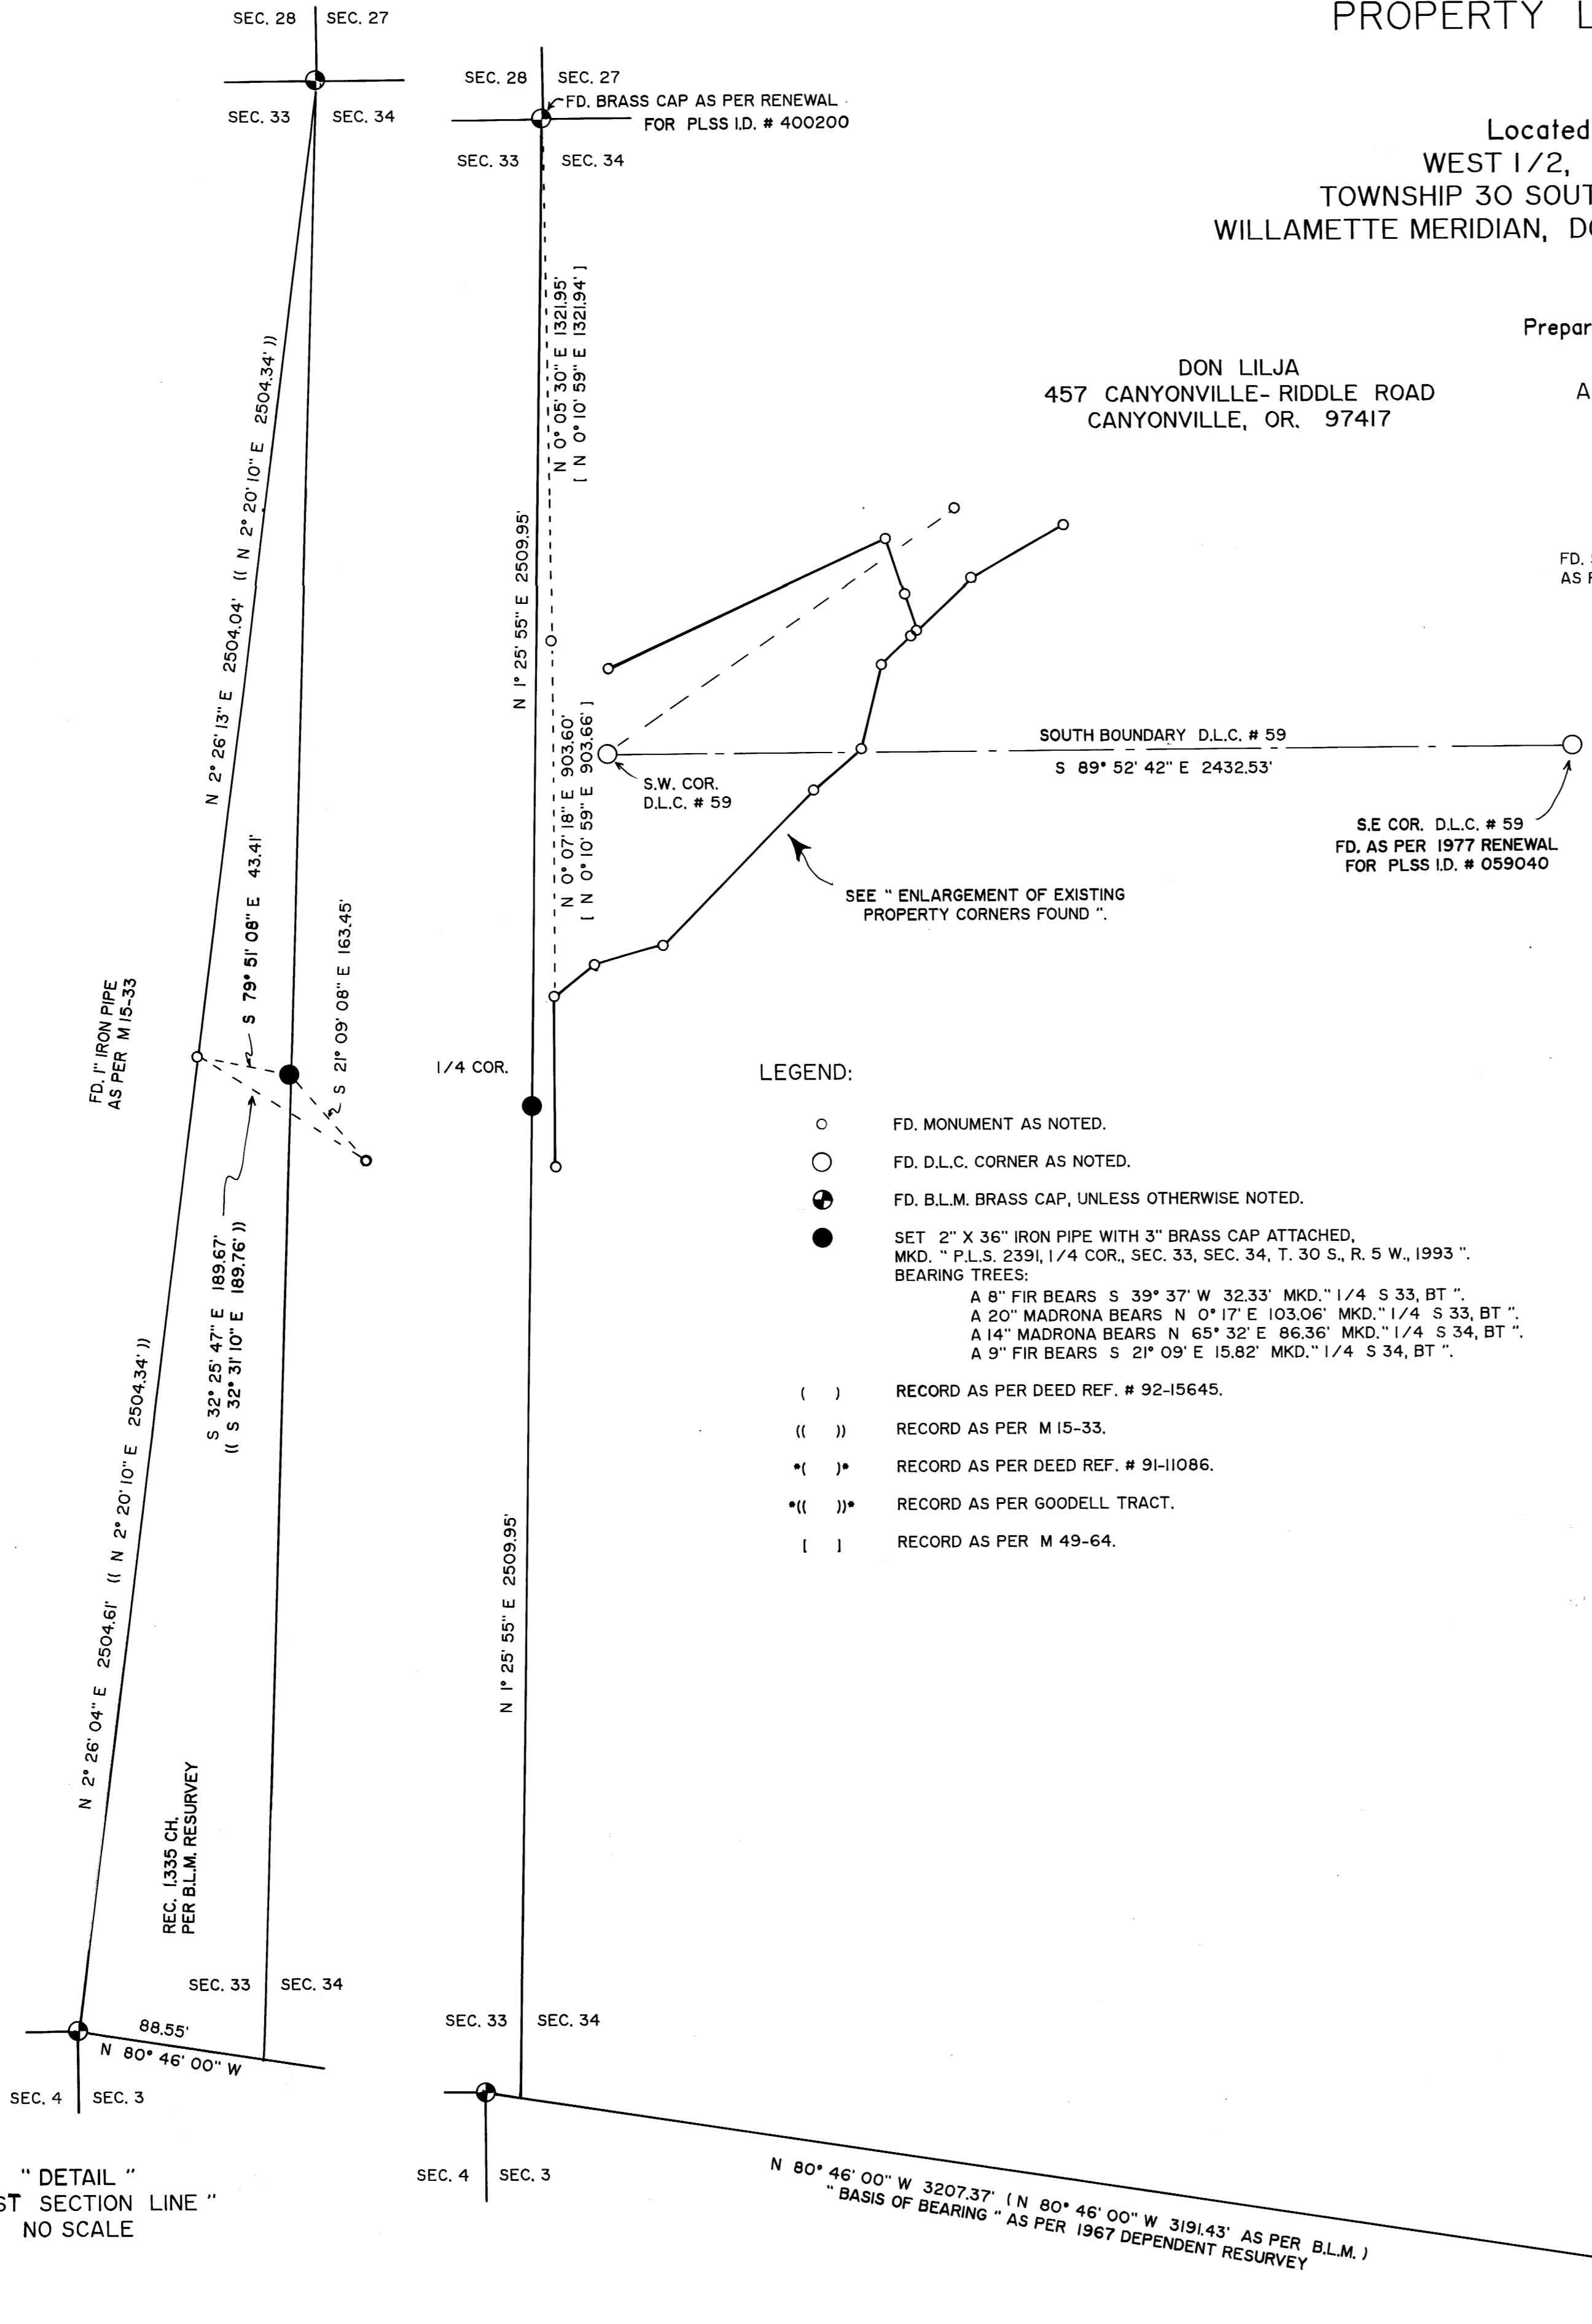 PROPERTY L
Located
WEST 1/2,
TOWNSHIP 30 SOUT
WILLAMETTE MERIDIAN, DO
Prepar
DON LILJA
457 CANYONVILLE- RIDDLE ROAD
CANYONVILLE, OR. 97417
A
FD.
AS
SEC. 28
SEC. 27
SEC. 33
SEC. 34
SEC. 28
SEC. 27
FD. BRASS CAP AS PER RENEWAL
FOR PLSS I.D. # 400200
SEC. 33
SEC. 34
N 2° 26' 13" E 2504.04' (( N 2° 20' 10" E 2504.34' ))
N 0° 05' 30" E 1321.95'
[ N 0° 10' 59" E 1321.94' ]
N 1° 25' 55" E 2509.95'
N 0° 07' 18" E 903.60'
[ N 0° 10' 59" E 903.66' ]
SOUTH BOUNDARY D.L.C. # 59
S 89° 52' 42" E 2432.53'
S.W. COR.
D.L.C. # 59
S.E COR. D.L.C. # 59
FD. AS PER 1977 RENEWAL
FOR PLSS I.D. # 059040
SEE " ENLARGEMENT OF EXISTING
PROPERTY CORNERS FOUND ".
FD. 1" IRON PIPE
AS PER M 15-33
S 79° 51' 08" E 43.41'
S 21° 09' 08" E 163.45'
1/4 COR.
S 32° 25' 47" E 189.67'
(( S 32° 31' 10" E 189.76' ))
LEGEND:
FD. MONUMENT AS NOTED.
FD. D.L.C. CORNER AS NOTED.
FD. B.L.M. BRASS CAP, UNLESS OTHERWISE NOTED.
SET 2" X 36" IRON PIPE WITH 3" BRASS CAP ATTACHED,
MKD. " P.L.S. 2391, 1/4 COR., SEC. 33, SEC. 34, T. 30 S., R. 5 W., 1993 ".
BEARING TREES:
A 8" FIR BEARS S 39° 37' W 32.33' MKD. " 1/4 S 33, BT ".
A 20" MADRONA BEARS N 0° 17' E 103.06' MKD. " 1/4 S 33, BT ".
A 14" MADRONA BEARS N 65° 32' E 86.36' MKD. " 1/4 S 34, BT ".
A 9" FIR BEARS S 21° 09' E 15.82' MKD. " 1/4 S 34, BT ".
( ) RECORD AS PER DEED REF. # 92-15645.
(( )) RECORD AS PER M 15-33.
*( )* RECORD AS PER DEED REF. # 91-11086.
*(( ))* RECORD AS PER GOODELL TRACT.
[ ] RECORD AS PER M 49-64.
N 2° 26' 04" E 2504.61' (( N 2° 20' 10" E 2504.34' ))
N 1° 25' 55" E 2509.95'
REC. 1.335 CH.
PER B.L.M. RESURVEY
SEC. 33
SEC. 34
88.55'
N 80° 46' 00" W
SEC. 4
SEC. 3
SEC. 33
SEC. 34
SEC. 4
SEC. 3
N 80° 46' 00" W 3207.37' ( N 80° 46' 00" W 3191.43' AS PER B.L.M. )
" BASIS OF BEARING " AS PER 1967 DEPENDENT RESURVEY
" DETAIL "
ST SECTION LINE "
NO SCALE